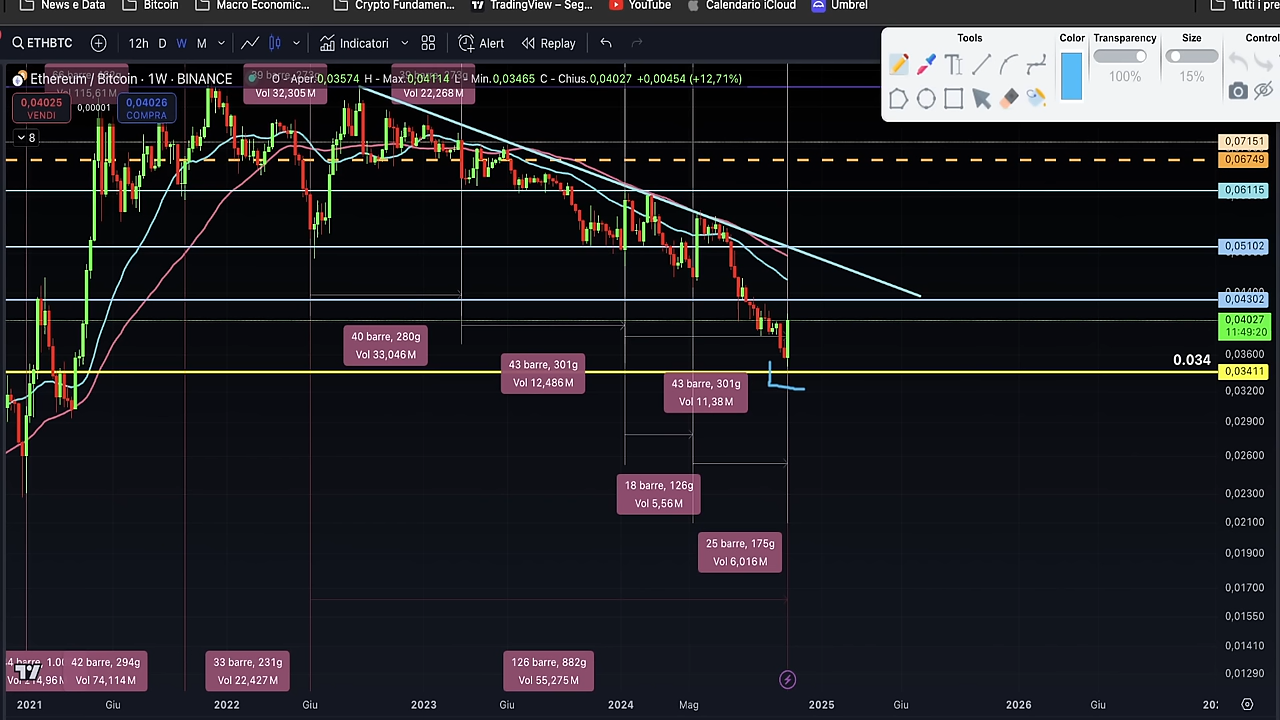 News e Data
Bitcoin
Macro Economic...
Crypto Fundamen...
TradingView – Seg...
YouTube
Calendario iCloud
Umbrel
Tutti i pre
ETHBTC
12h D W M
Indicatori
Alert
Replay
Tools
Color
Transparency
Size
Control
100%
15%
Ethereum / Bitcoin · 1W · BINANCE
O - Aper.0,03574 H - Max.0,04114 L - Min.0,03465 C - Chius.0,04027 +0,00454 (+12,71%)
Vol 115,61 M
Vol 32,305 M
Vol 22,268 M
0,04025
VENDI
0,00001
0,04026
COMPRA
8
0,07151
0,06749
0,06115
0,05102
0,04302
0,04027
11:49:20
0,03600
0.034
0,03411
0,03200
0,02900
0,02600
0,02300
0,02100
0,01900
0,01700
0,01550
0,01410
0,01290
40 barre, 280g
Vol 33,046 M
43 barre, 301g
Vol 12,486 M
43 barre, 301g
Vol 11,38 M
18 barre, 126g
Vol 5,56 M
25 barre, 175g
Vol 6,016 M
42 barre, 294g
Vol 74,114 M
33 barre, 231g
Vol 22,427 M
126 barre, 882g
Vol 55,275 M
2021
Giu
2022
Giu
2023
Giu
2024
Mag
2025
Giu
2026
Giu